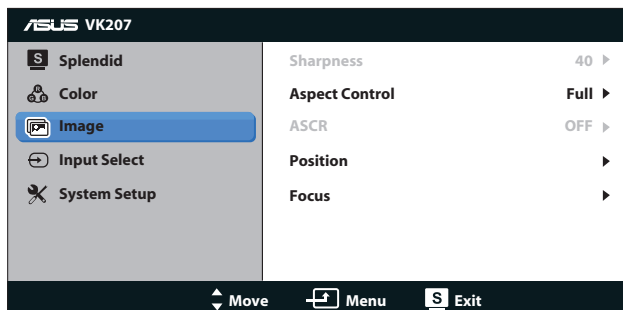 ASUS VK207
S Splendid
Color
Image
Input Select
System Setup
Sharpness 40
Aspect Control Full
ASCR OFF
Position
Focus
Move Menu S Exit